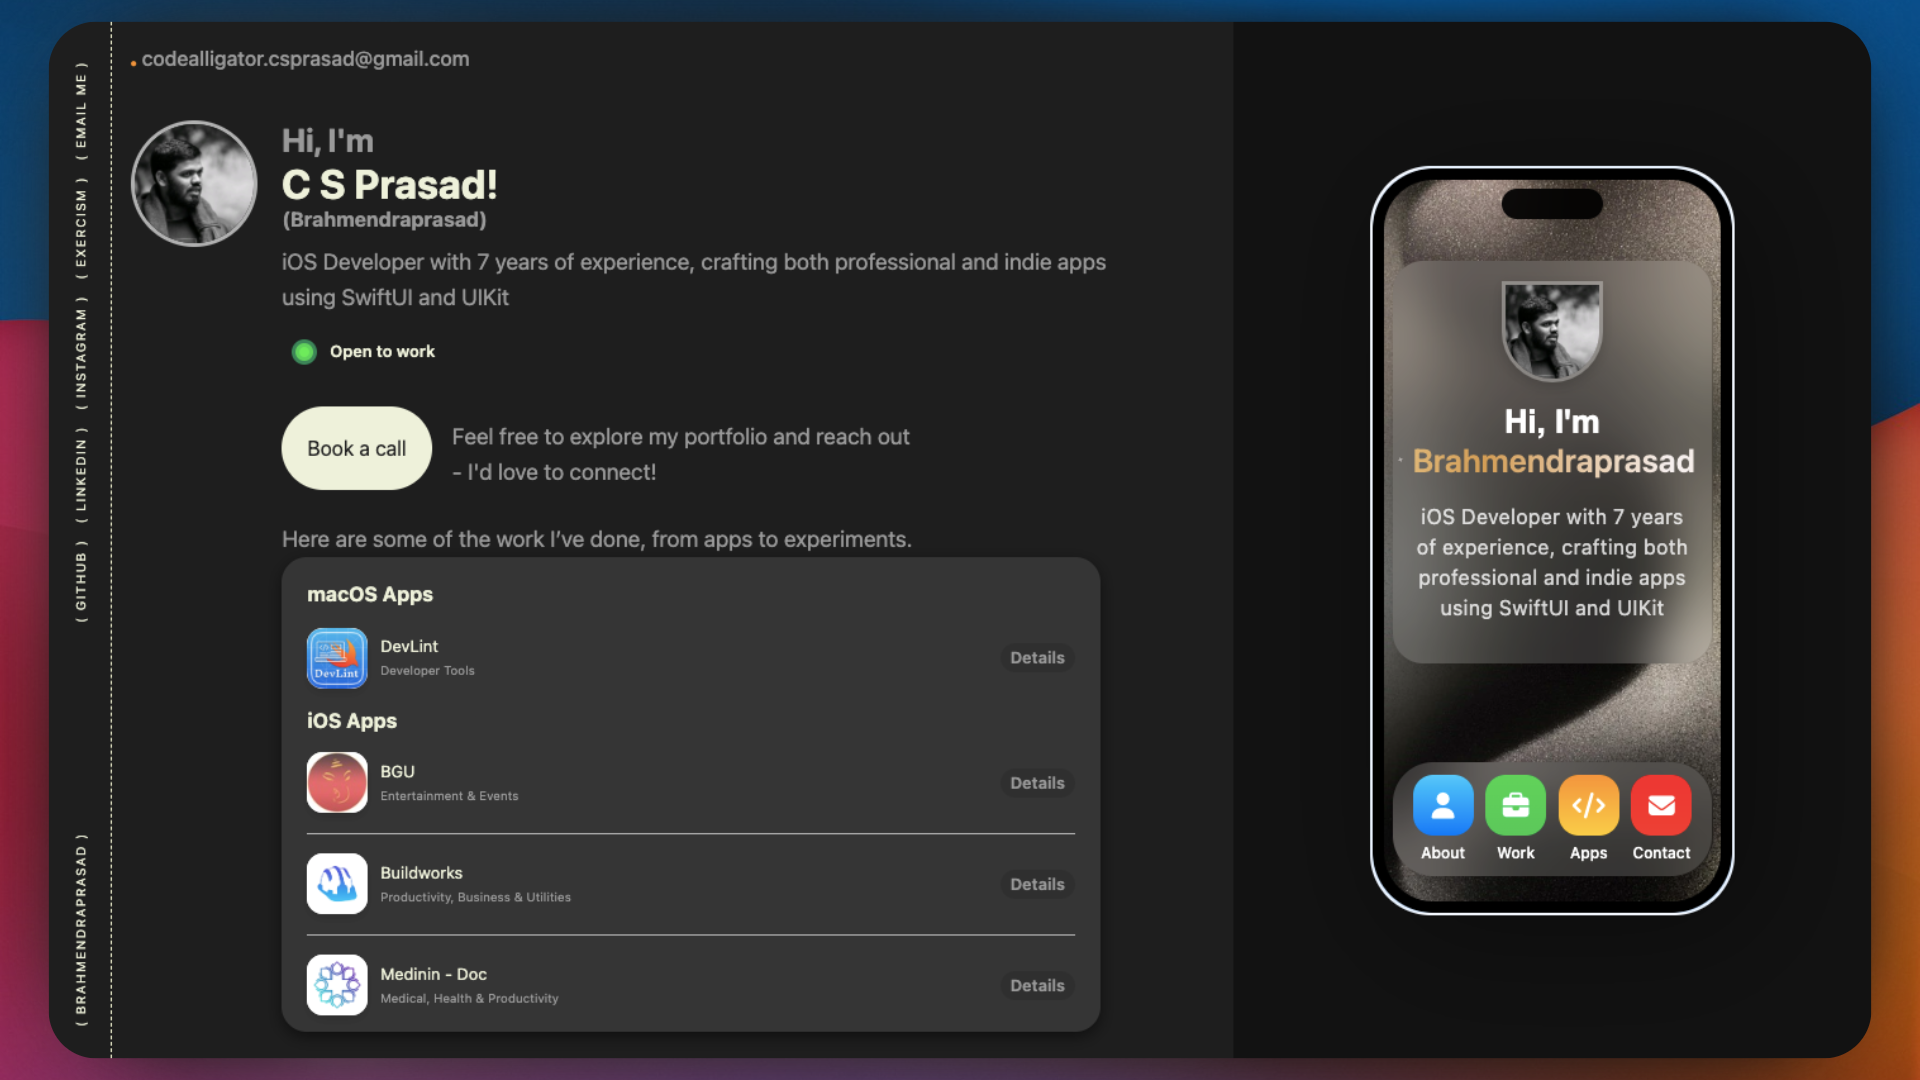 ( EMAIL ME )
( EXERCISM )
( INSTAGRAM )
( LINKEDIN )
( GITHUB )
( BRAHMENDRAPRASAD )
codealligator.csprasad@gmail.com
Hi, I'm
C S Prasad!
(Brahmendraprasad)
iOS Developer with 7 years of experience, crafting both professional and indie apps
using SwiftUI and UIKit
Open to work
Book a call
Feel free to explore my portfolio and reach out
- I'd love to connect!
Here are some of the work I’ve done, from apps to experiments.
macOS Apps
DevLint
DevLint
Developer Tools
Details
iOS Apps
BGU
Entertainment & Events
Details
Buildworks
Productivity, Business & Utilities
Details
Medinin - Doc
Medical, Health & Productivity
Details
Hi, I'm
Brahmendraprasad
iOS Developer with 7 years
of experience, crafting both
professional and indie apps
using SwiftUI and UIKit
About
Work
Apps
Contact